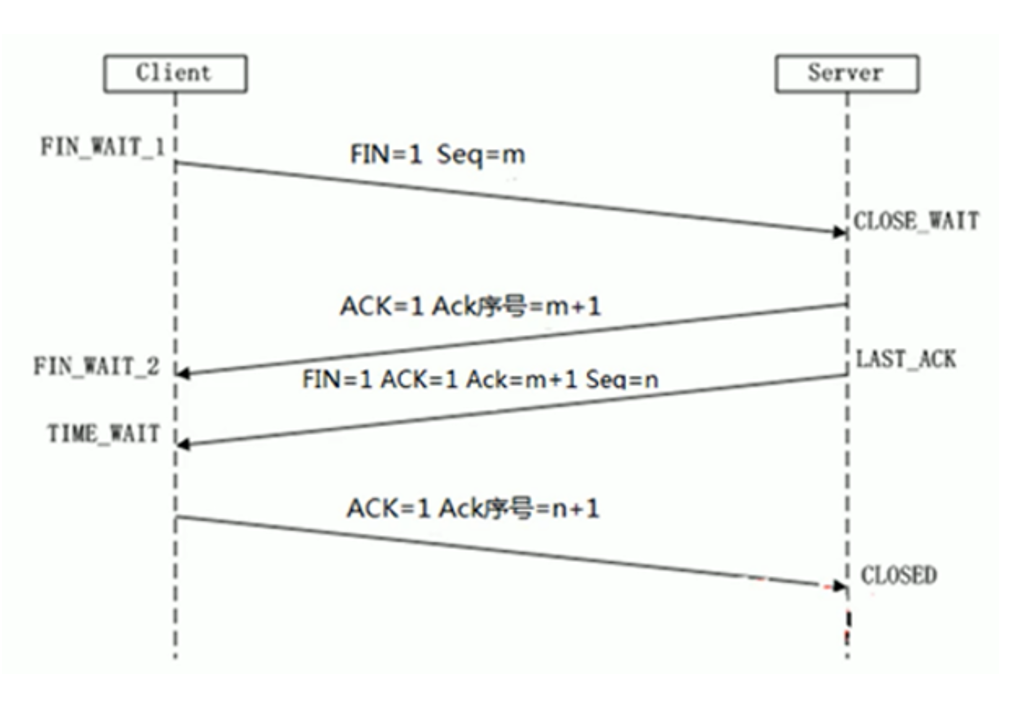 Client
Server
FIN_WAIT_1
FIN=1 Seq=m
CLOSE_WAIT
ACK=1 Ack序号=m+1
FIN_WAIT_2
LAST_ACK
FIN=1 ACK=1 Ack=m+1 Seq=n
TIME_WAIT
ACK=1 Ack序号=n+1
CLOSED